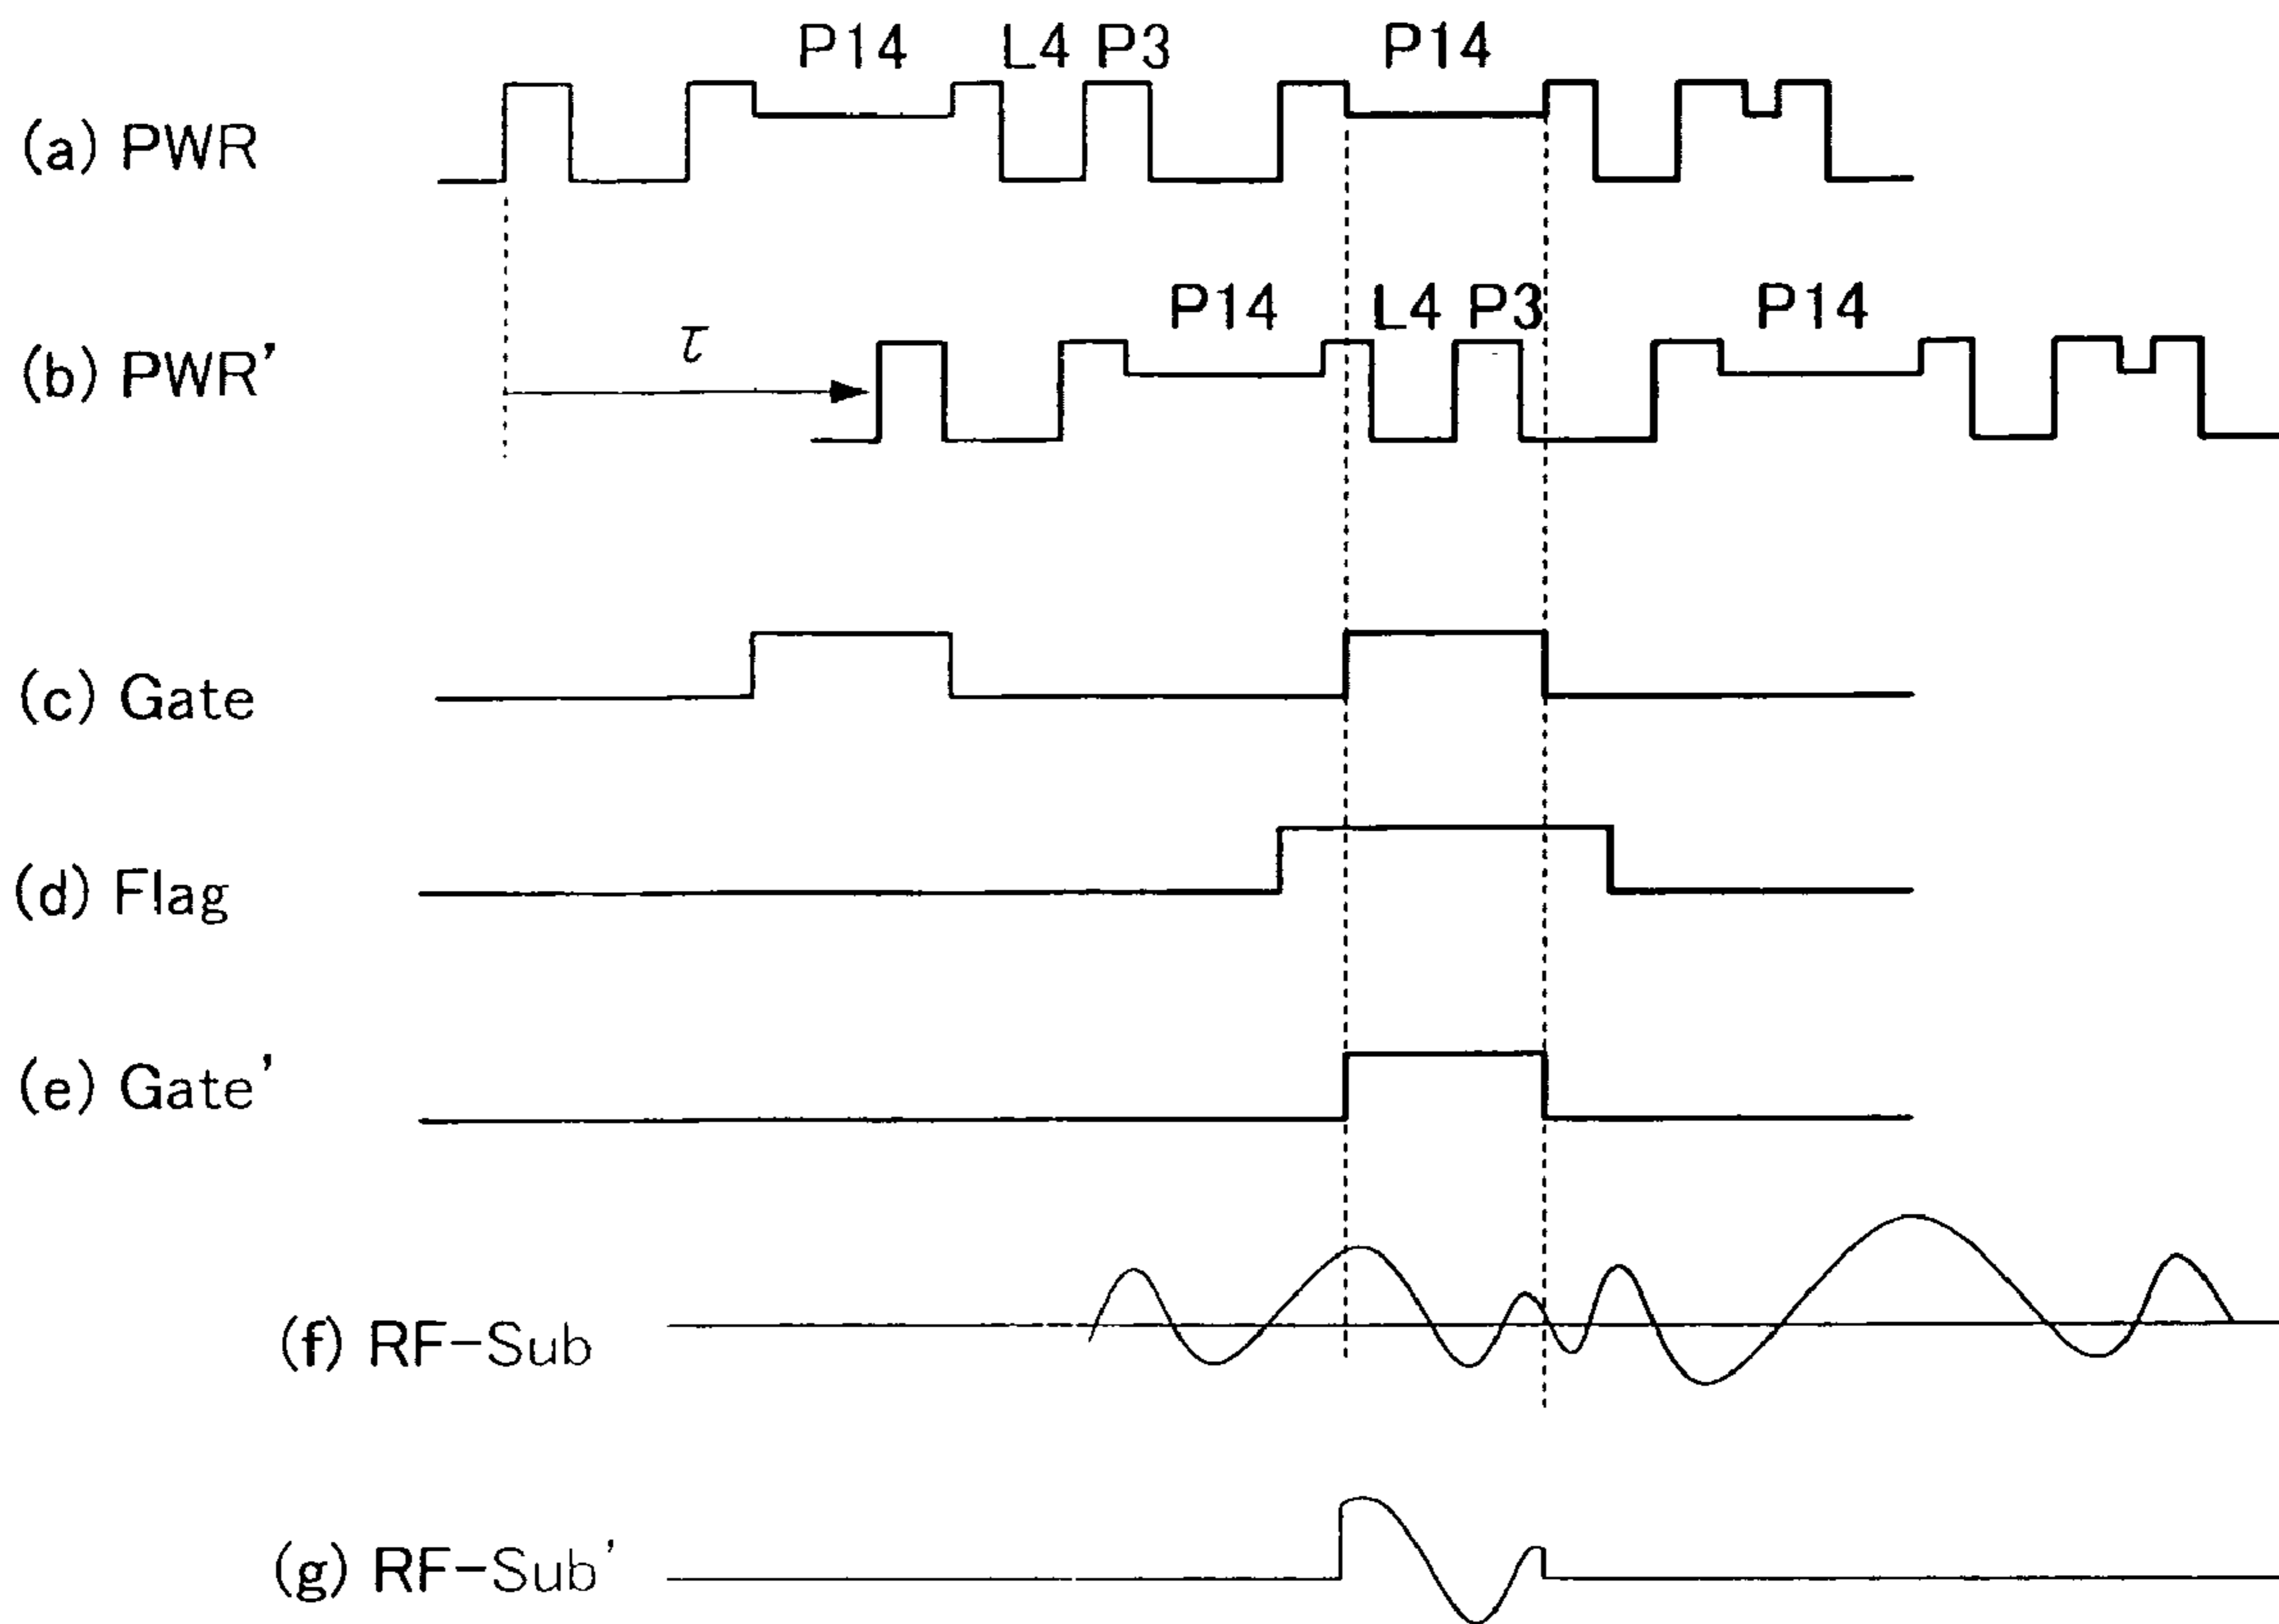 P14 L4 P3 P14
(a) PWR
P14 L4 P3 P14
τ
(b) PWR'
(c) Gate
(d) Flag
(e) Gate'
(f) RF-Sub
(g) RF-Sub'